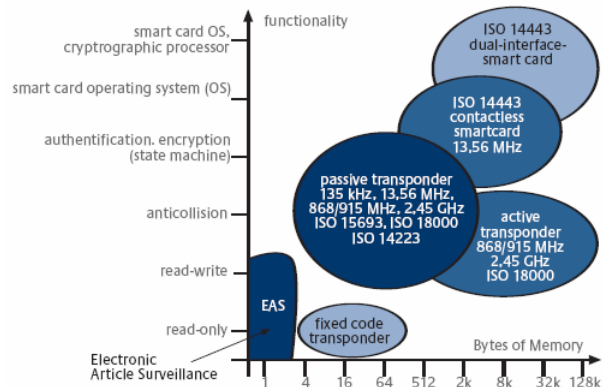 functionality
smart card OS,
cryptographic processor
smart card operating system (OS)
authentification. encryption
(state machine)
anticollision
read-write
read-only
Electronic
Article Surveillance
ISO 14443
dual-interface-
smart card
ISO 14443
contactless
smartcard
13,56 MHz
passive transponder
135 kHz, 13,56 MHz,
868/915 MHz, 2,45 GHz
ISO 15693, ISO 18000
ISO 14223
active
transponder
868/915 MHz
2,45 GHz
ISO 18000
EAS
fixed code
transponder
Bytes of Memory
1 4 16 64 512 2k 8k 32k 128k